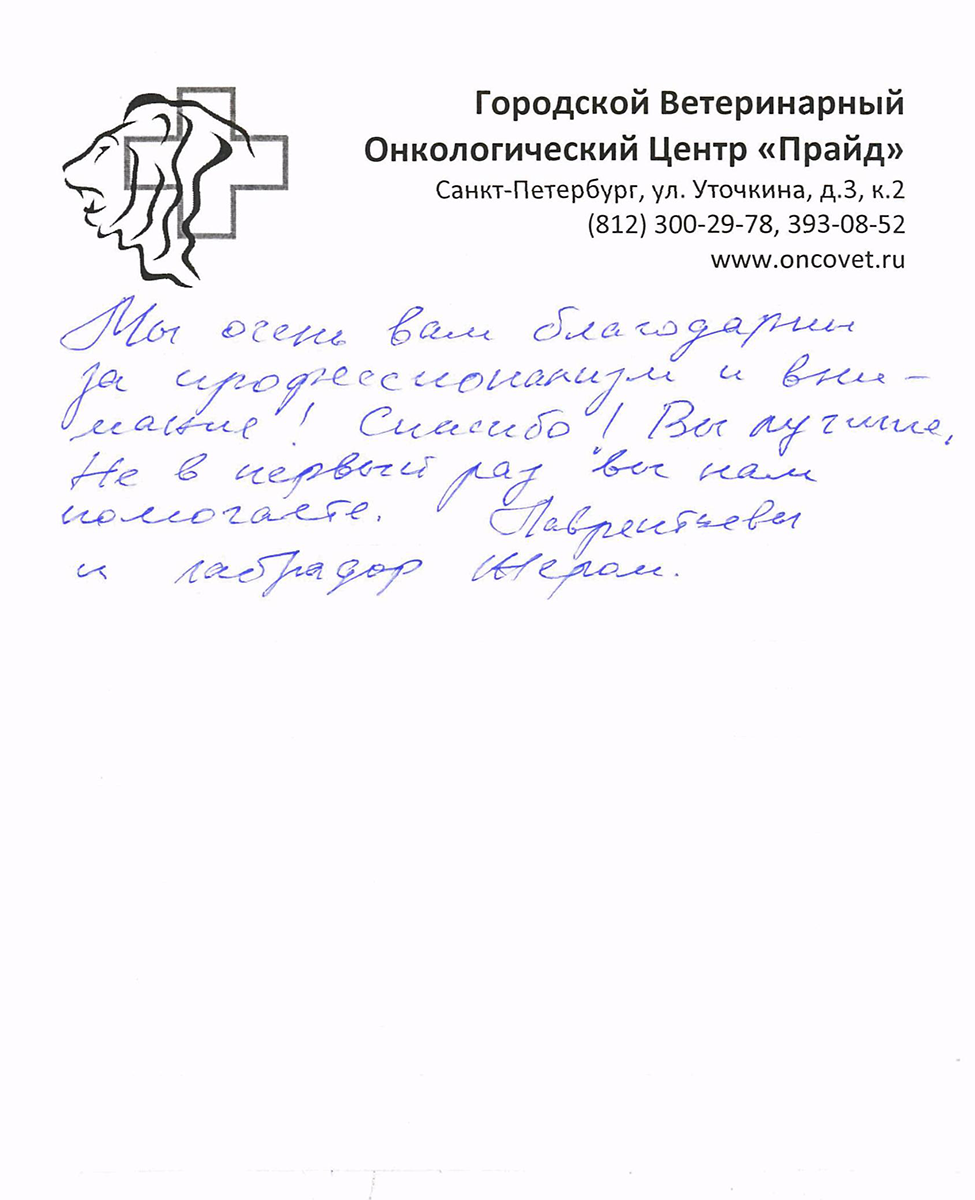 Городской Ветеринарный
Онкологический Центр «Прайд»
Санкт-Петербург, ул. Уточкина, д.3, к.2
(812) 300-29-78, 393-08-52
www.oncovet.ru
Мы очень вам благодарны
за профессионализм и вни-
мание! Спасибо! Вы лучшие,
Не в первый раз вы нам
помогаете. Лаврентьевы
и лабрадор